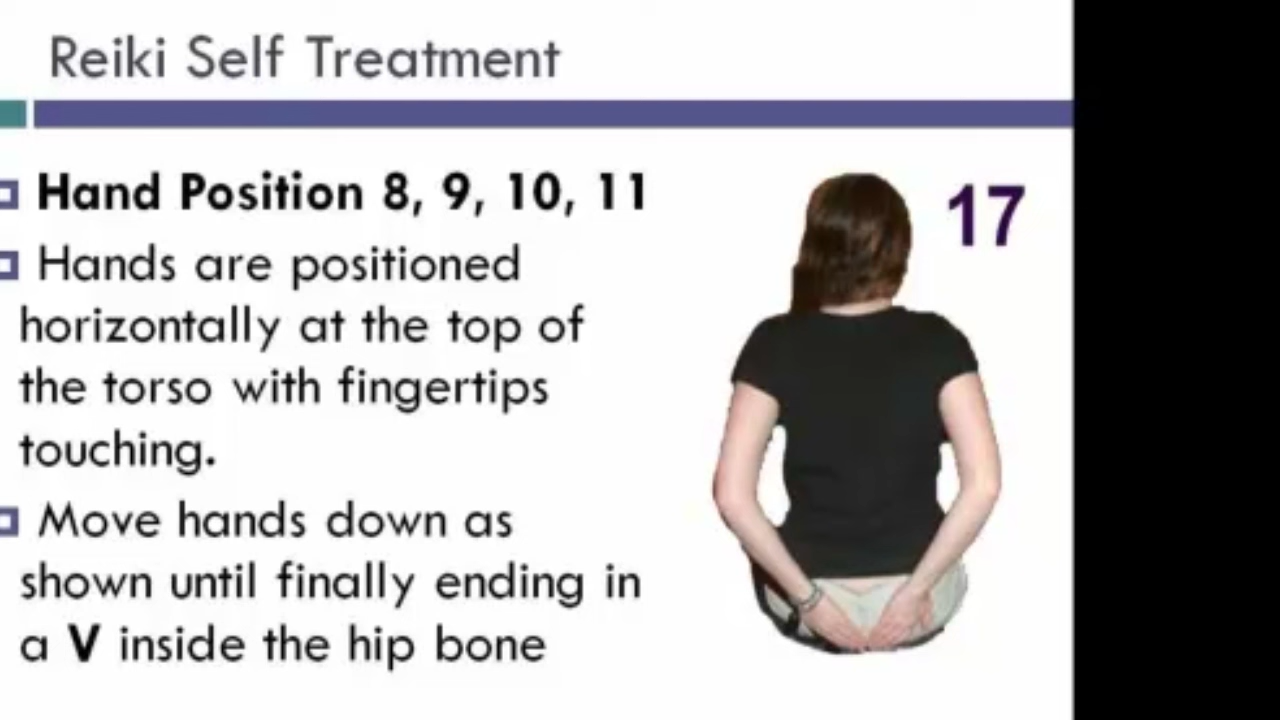 Reiki Self Treatment
Hand Position 8, 9, 10, 11
17
Hands are positioned
horizontally at the top of
the torso with fingertips
touching.
Move hands down as
shown until finally ending in
a V inside the hip bone